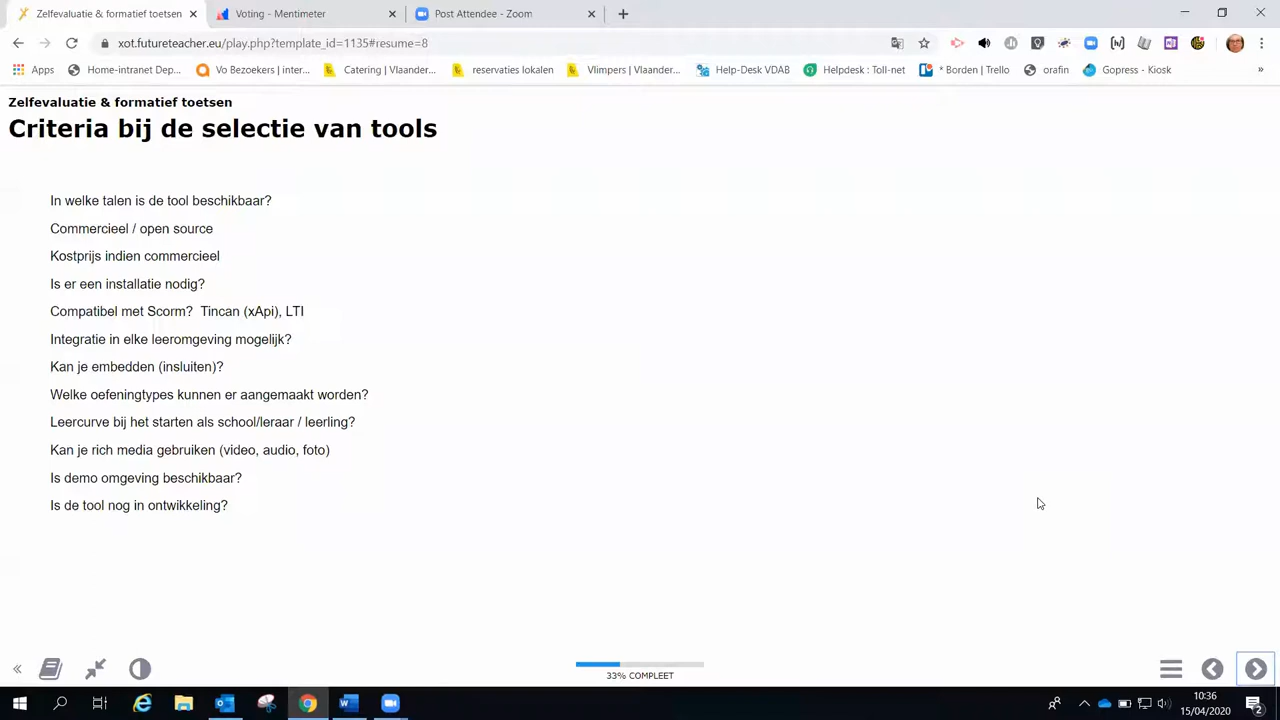 Zelfevaluatie & formatief toetsen
Voting - Mentimeter
Post Attendee - Zoom
xot.futureteacher.eu/play.php?template_id=1135#resume=8
Apps
Home-intranet Dep...
Vo Bezoekers | inter...
Catering | Vlaander...
reservaties lokalen
Vlimpers | Vlaander...
Help-Desk VDAB
Helpdesk : Toll-net
* Borden | Trello
orafin
Gopress - Kiosk
»
Zelfevaluatie & formatief toetsen
Criteria bij de selectie van tools
In welke talen is de tool beschikbaar?
Commercieel / open source
Kostprijs indien commercieel
Is er een installatie nodig?
Compatibel met Scorm? Tincan (xApi), LTI
Integratie in elke leeromgeving mogelijk?
Kan je embedden (insluiten)?
Welke oefeningtypes kunnen er aangemaakt worden?
Leercurve bij het starten als school/leraar / leerling?
Kan je rich media gebruiken (video, audio, foto)
Is demo omgeving beschikbaar?
Is de tool nog in ontwikkeling?
«
33% COMPLEET
10:36
15/04/2020
2